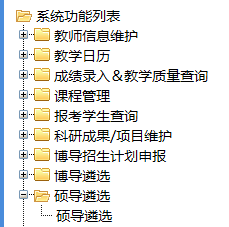 系统功能列表
教师信息维护
教学日历
成绩录入＆教学质量查询
课程管理
报考学生查询
科研成果/项目维护
博导招生计划申报
博导遴选
硕导遴选
硕导遴选